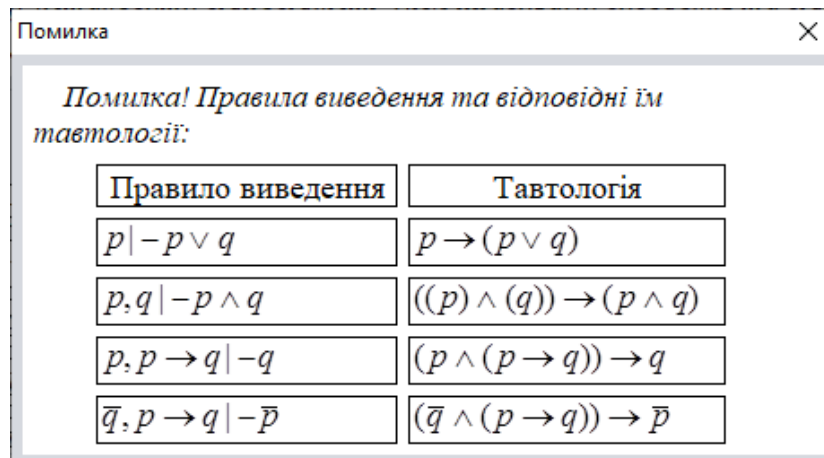 Помилка
Помилка! Правила виведення та відповідні їм
тавтології:
Правило виведення Тавтологія
p|−p∨q p→(p∨q)
p,q|−p∧q ((p)∧(q))→(p∧q)
p,p→q|−q (p∧(p→q))→q
q̅,p→q|−p̅ (q̅∧(p→q))→p̅